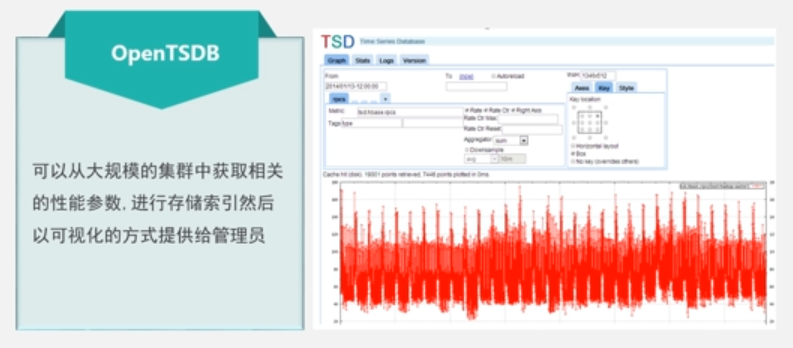 OpenTSDB
可以从大规模的集群中获取相关
的性能参数,进行存储索引然后
以可视化的方式提供给管理员
TSD Time Series Database
Graph Stats Logs Version
From To (now) Autoreload WxH: 1048x512
2014/01/13-12:00:00
Axes Key Style
rpcs +
Key location:
Metric: tsd.hbase.rpcs Rate Rate Ctr Right Axis
Tags type Rate Ctr Max:
Rate Ctr Reset:
Aggregator: sum
Horizontal layout
Downsample Box
avg 10m No key (overrides others)
Cache hit (disk). 19001 points retrieved, 7448 points plotted in 0ms.